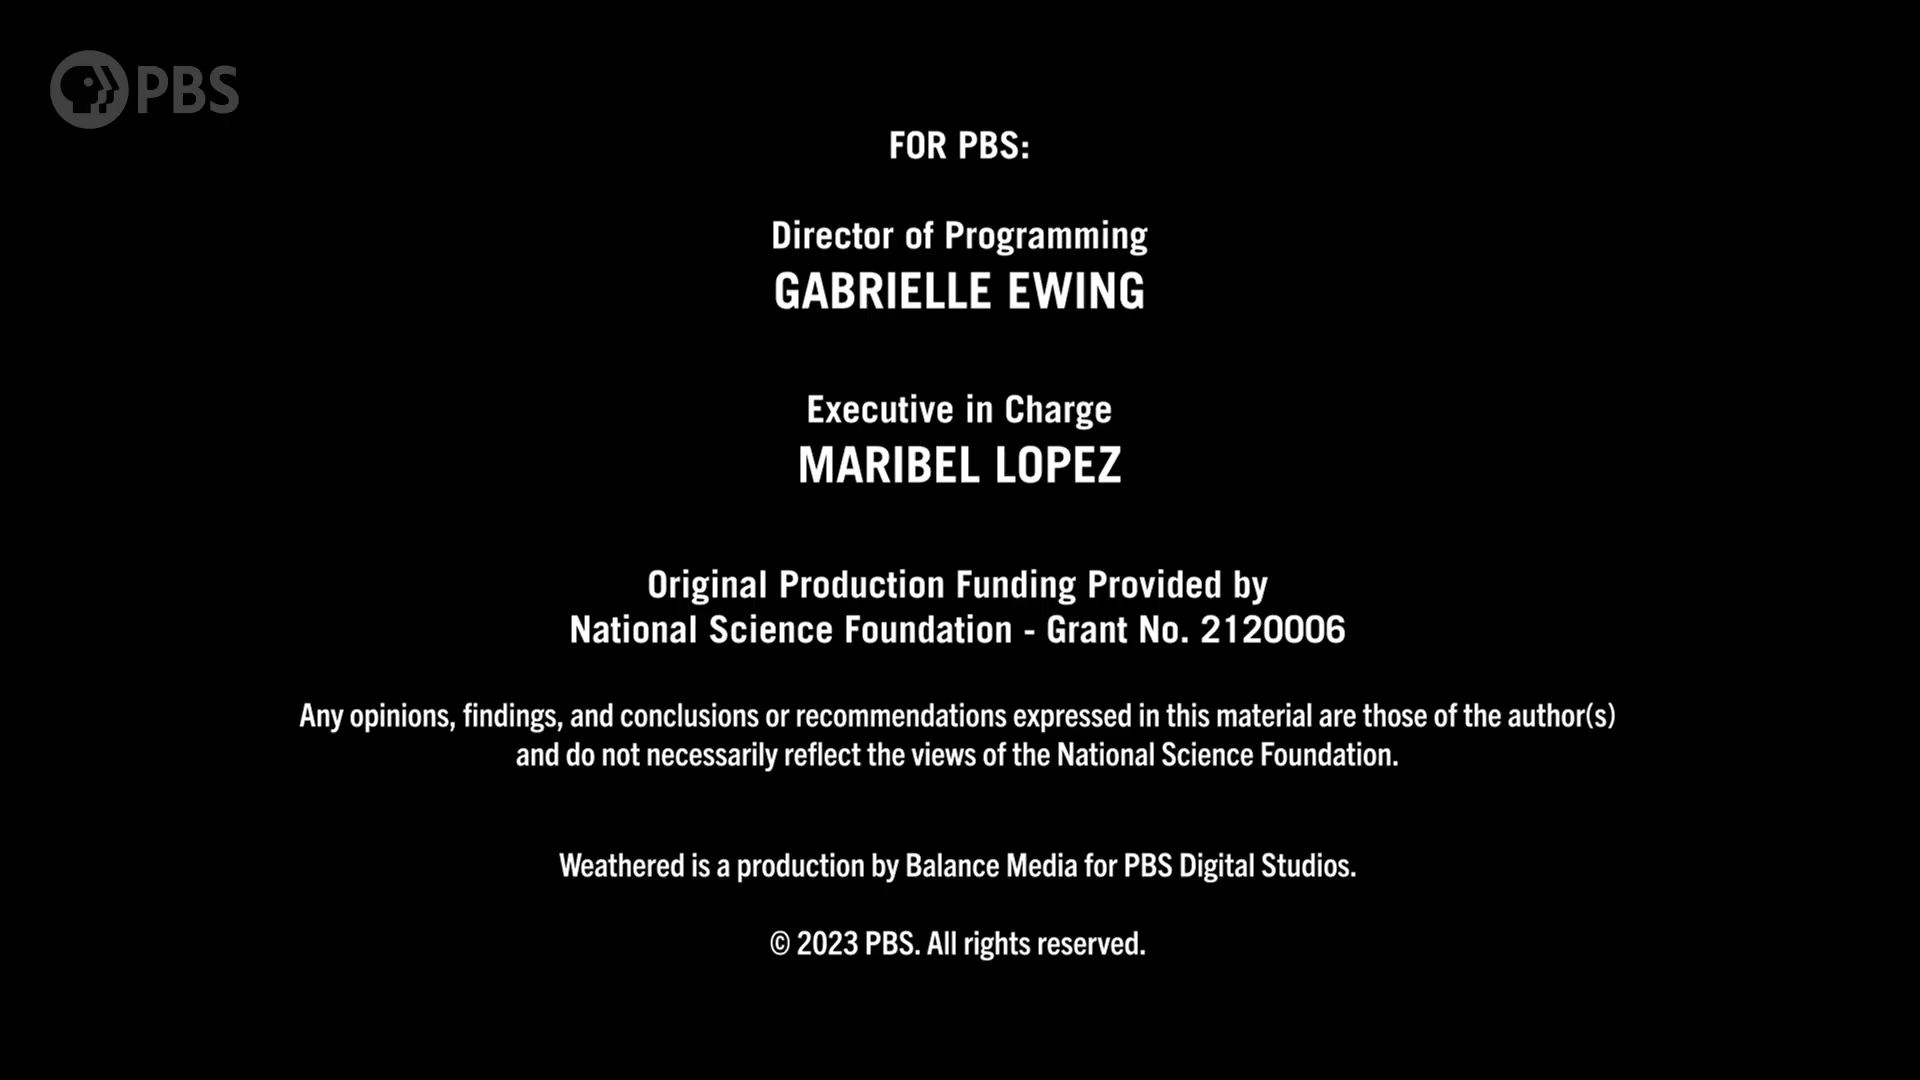 PBS
FOR PBS:
Director of Programming
GABRIELLE EWING
Executive in Charge
MARIBEL LOPEZ
Original Production Funding Provided by
National Science Foundation - Grant No. 2120006
Any opinions, findings, and conclusions or recommendations expressed in this material are those of the author(s)
and do not necessarily reflect the views of the National Science Foundation.
Weathered is a production by Balance Media for PBS Digital Studios.
© 2023 PBS. All rights reserved.